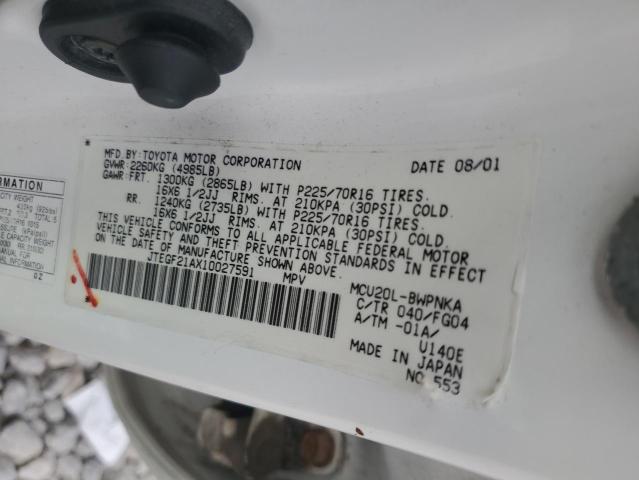 MFD.BY:TOYOTA MOTOR CORPORATION DATE 08/01
GVWR:2260KG (4985LB)
GAWR:FRT. 1300KG (2865LB) WITH P225/70R16 TIRES.
16X6 1/2JJ RIMS. AT 210KPA (30PSI) COLD.
RR. 1240KG (2735LB) WITH P225/70R16 TIRES.
16X6 1/2JJ RIMS. AT 210KPA (30PSI) COLD.
THIS VEHICLE CONFORMS TO ALL APPLICABLE FEDERAL MOTOR
VEHICLE SAFETY AND THEFT PREVENTION STANDARDS IN EFFECT
ON THE DATE OF MANUFACTURE SHOWN ABOVE.
JTEGF21AX10027591 MPV
MCU20L-BWPNKA
C/TR 040/FG04
A/TM -01A/
U140E
MADE IN JAPAN
NO. 553